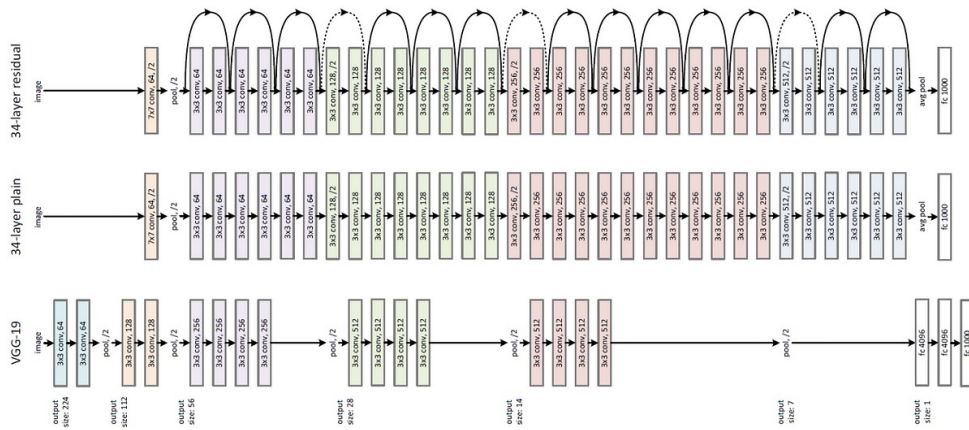 34-layer residual
image
7x7 conv, 64, /2
pool, /2
3x3 conv, 64
3x3 conv, 64
3x3 conv, 64
3x3 conv, 64
3x3 conv, 64
3x3 conv, 64
3x3 conv, 128, /2
3x3 conv, 128
3x3 conv, 128
3x3 conv, 128
3x3 conv, 128
3x3 conv, 128
3x3 conv, 128
3x3 conv, 128
3x3 conv, 256, /2
3x3 conv, 256
3x3 conv, 256
3x3 conv, 256
3x3 conv, 256
3x3 conv, 256
3x3 conv, 256
3x3 conv, 256
3x3 conv, 256
3x3 conv, 256
3x3 conv, 256
3x3 conv, 256
3x3 conv, 512, /2
3x3 conv, 512
3x3 conv, 512
3x3 conv, 512
3x3 conv, 512
3x3 conv, 512
avg pool
fc 1000
34-layer plain
image
7x7 conv, 64, /2
pool, /2
3x3 conv, 64
3x3 conv, 64
3x3 conv, 64
3x3 conv, 64
3x3 conv, 64
3x3 conv, 64
3x3 conv, 128, /2
3x3 conv, 128
3x3 conv, 128
3x3 conv, 128
3x3 conv, 128
3x3 conv, 128
3x3 conv, 128
3x3 conv, 128
3x3 conv, 256, /2
3x3 conv, 256
3x3 conv, 256
3x3 conv, 256
3x3 conv, 256
3x3 conv, 256
3x3 conv, 256
3x3 conv, 256
3x3 conv, 256
3x3 conv, 256
3x3 conv, 256
3x3 conv, 256
3x3 conv, 512, /2
3x3 conv, 512
3x3 conv, 512
3x3 conv, 512
3x3 conv, 512
3x3 conv, 512
avg pool
fc 1000
VGG-19
image
3x3 conv, 64
3x3 conv, 64
pool, /2
3x3 conv, 128
3x3 conv, 128
pool, /2
3x3 conv, 256
3x3 conv, 256
3x3 conv, 256
3x3 conv, 256
pool, /2
3x3 conv, 512
3x3 conv, 512
3x3 conv, 512
3x3 conv, 512
pool, /2
3x3 conv, 512
3x3 conv, 512
3x3 conv, 512
3x3 conv, 512
pool, /2
fc 4096
fc 4096
fc 1000
output
size: 224
output
size: 112
output
size: 56
output
size: 28
output
size: 14
output
size: 7
output
size: 1